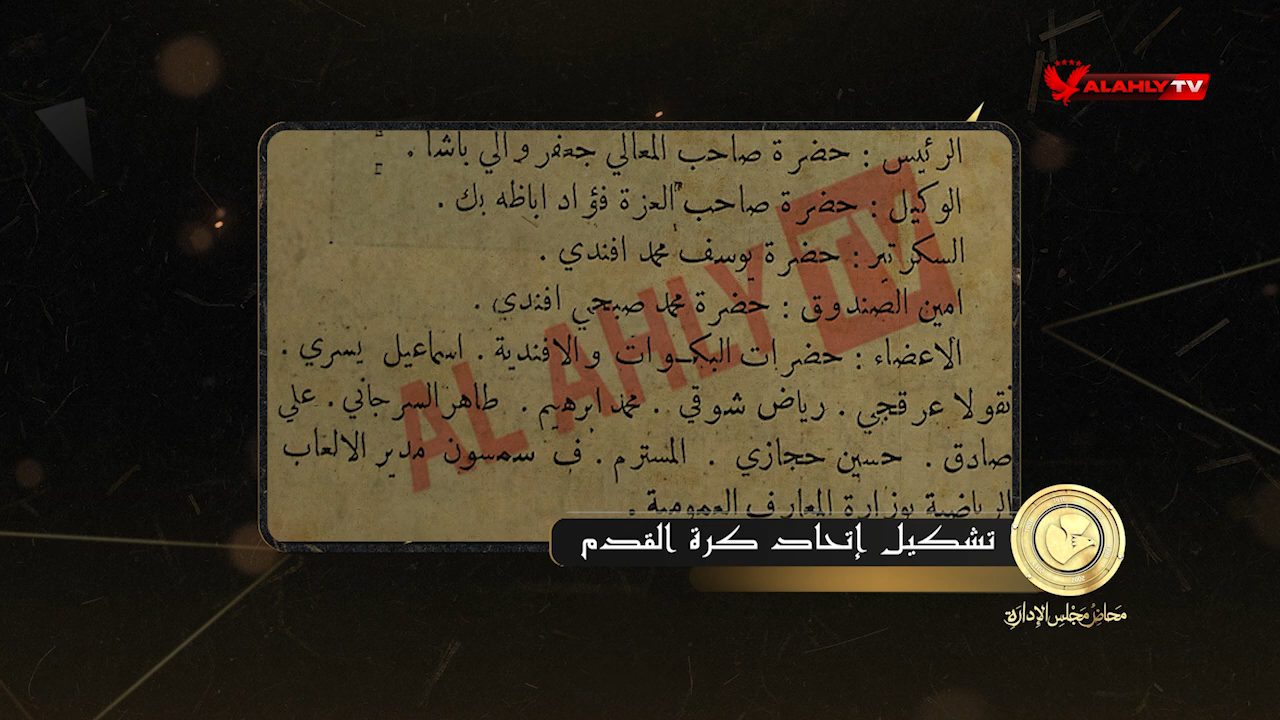 ALAHLY TV
الرئيس : حضرة صاحب المعالي جعفر والي باشا .
الوكيل : حضرة صاحب العزة فؤاد اباظه بك .
السكرتير : حضرة يوسف محمد افندي .
امين الصندوق : حضرة محمد صبحي افندي .
الاعضاء : حضرات البكوات والافندية . اسماعيل يسري .
نقولا عرقجي . رياض شوقي . محمد ابرهيم . طاهر السرجاني . علي
صادق . حسين حجازي . المسترم . ف سمسون مدير الالعاب
الرياضية بوزارة المعارف العمومية .
AL AHLY TV
تشكيل إتحاد كرة القدم
محاضر مجلس الإدارة